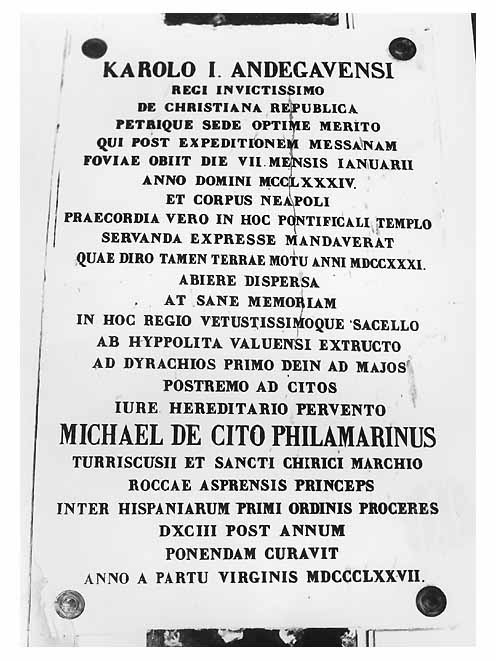 KAROLO I. ANDEGAVENSI
REGI INVICTISSIMO
DE CHRISTIANA REPUBLICA
PETRIQUE SEDE OPTIME MERITO
QUI POST EXPEDITIONEM MESSANAM
FOVIAE OBIIT DIE VII MENSIS IANUARII
ANNO DOMINI MCCLXXXIV.
ET CORPUS NEAPOLI
PRAECORDIA VERO IN HOC PONTIFICALI TEMPLO
SERVANDA EXPRESSE MANDAVERAT
QUAE DIRO TAMEN TERRAE MOTU ANNI MDCCXXXI.
ABIERE DISPERSA
AT SANE MEMORIAM
IN HOC REGIO VETUSTISSIMOQUE SACELLO
AB HYPPOLITA VALUENSI EXTRUCTO
AD DYRACHIOS PRIMO DEIN AD MAJOS
POSTREMO AD CITOS
IURE HEREDITARIO PERVENTO
MICHAEL DE CITO PHILAMARINUS
TURRISCUSII ET SANCTI CHIRICI MARCHIO
ROCCAE ASPRENSIS PRINCEPS
INTER HISPANIARUM PRIMI ORDINIS PROCERES
DXCIII POST ANNUM
PONENDAM CURAVIT
ANNO A PARTU VIRGINIS MDCCCLXXVII.